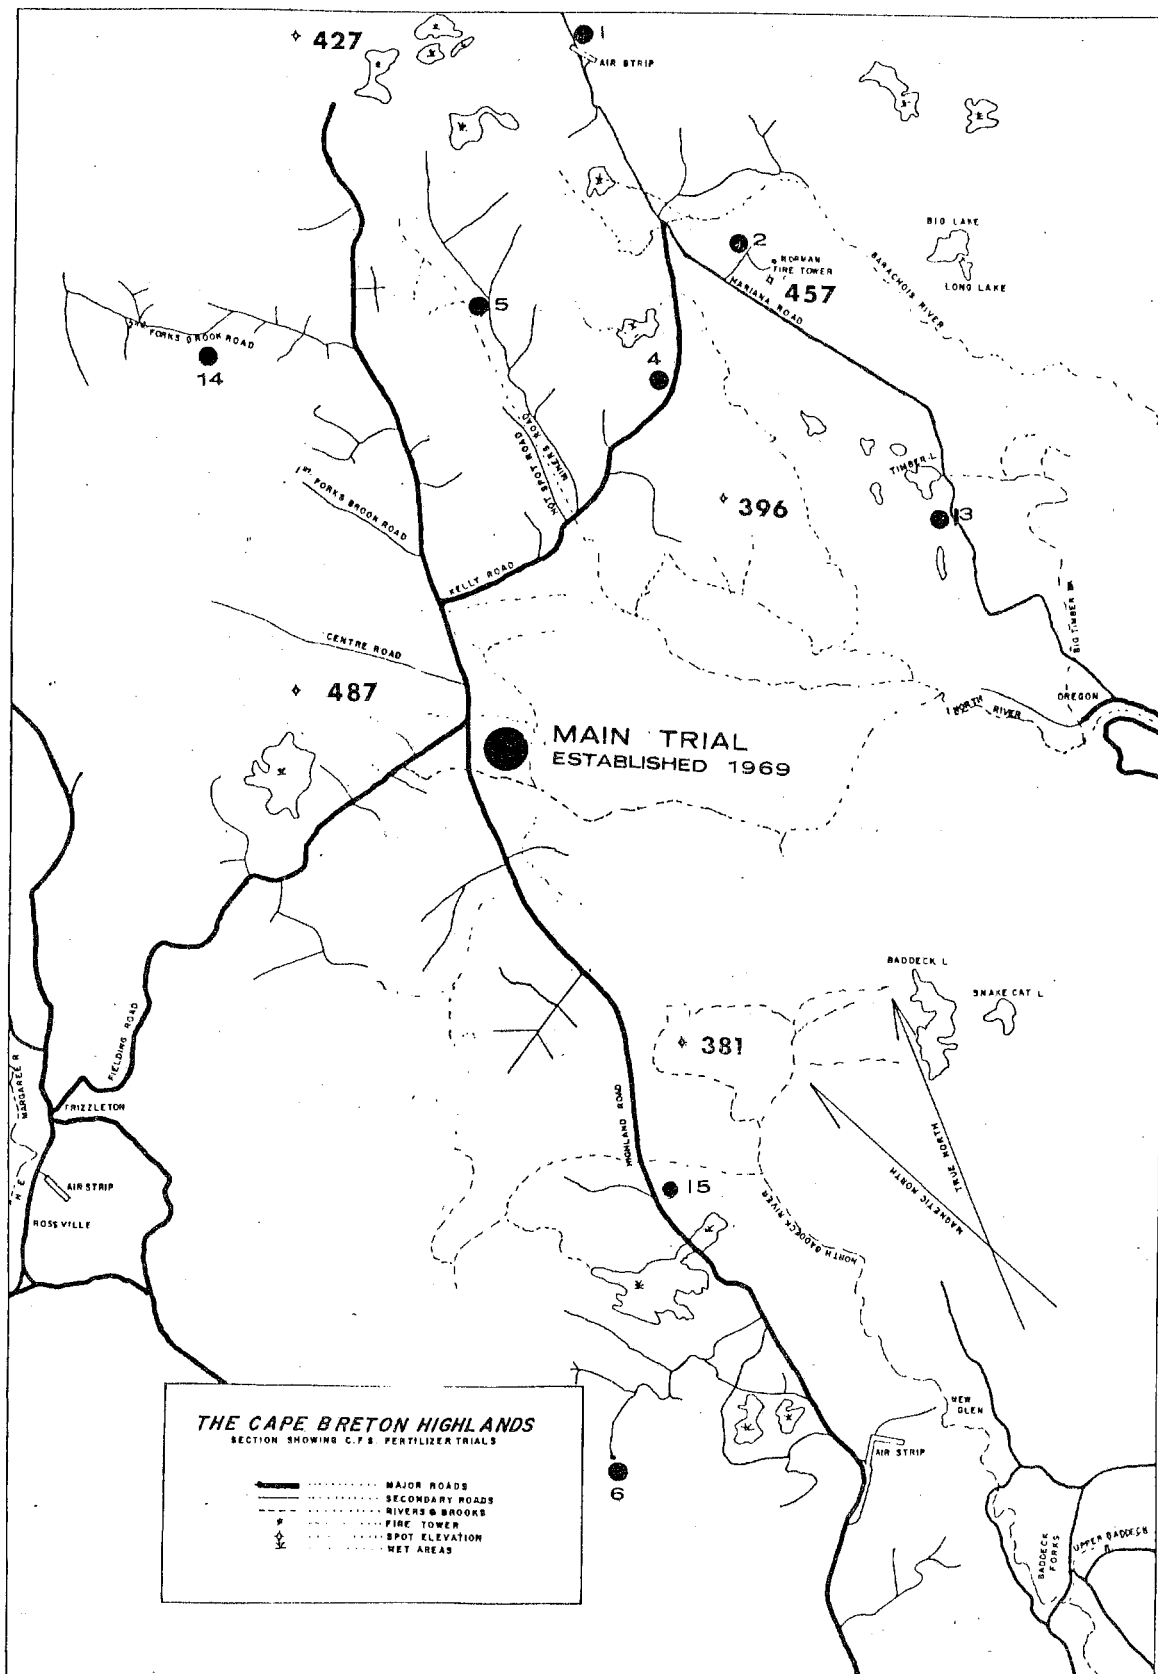 427
1
AIR STRIP
BIG LAKE
LONG LAKE
BARACHOIS RIVER
2
NORMAN
FIRE TOWER
457
MARIANA ROAD
5
FORKS BROOK ROAD
14
4
HOT SPOT ROAD
MINERS ROAD
396
TIMBER L
13
1ST FORKS BROOK ROAD
KELLY ROAD
BIG TIMBER BK
CENTRE ROAD
487
NORTH RIVER
OREGON
MAIN TRIAL
ESTABLISHED 1969
BADDECK L
SNAKE CAT L
381
FIELDING ROAD
MARGAREE R
N E
FRIZZLETON
AIR STRIP
ROSSVILLE
HIGHLAND ROAD
15
NORTH BADDECK RIVER
MAGNETIC NORTH
TRUE NORTH
NEW
GLEN
AIR STRIP
6
BADDECK
FORKS
UPPER BADDECK
R
THE CAPE BRETON HIGHLANDS
SECTION SHOWING C.F.S. FERTILIZER TRIALS
MAJOR ROADS
SECONDARY ROADS
RIVERS & BROOKS
FIRE TOWER
SPOT ELEVATION
WET AREAS